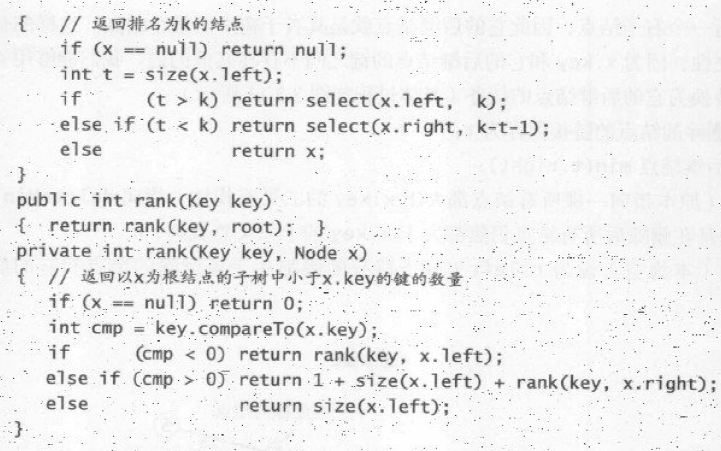 {   // 返回排名为k的结点
    if (x == null) return null;
    int t = size(x.left);
    if      (t > k) return select(x.left,  k);
    else if (t < k) return select(x.right, k-t-1);
    else            return x;
}
public int rank(Key key)
{  return rank(key, root);  }
private int rank(Key key, Node x)
{  // 返回以x为根结点的子树中小于x.key的键的数量
   if (x == null) return 0;
   int cmp = key.compareTo(x.key);
   if      (cmp < 0) return rank(key, x.left);
   else if (cmp > 0) return 1 + size(x.left) + rank(key, x.right);
   else              return size(x.left);
}